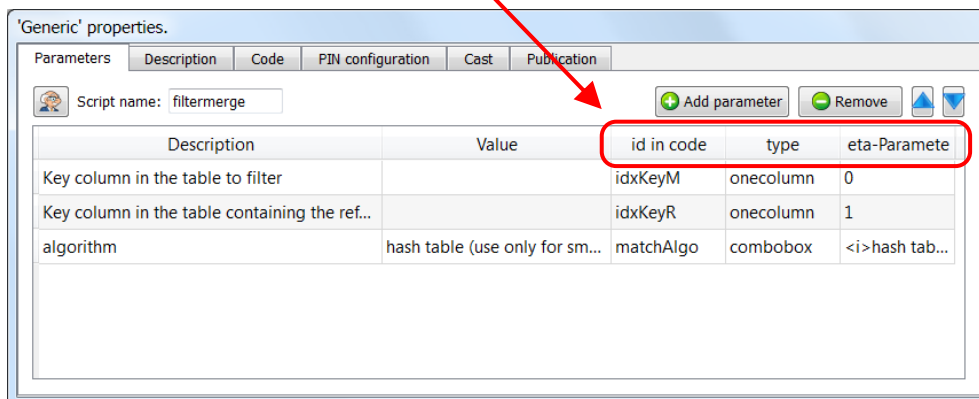 'Generic' properties.
Parameters Description Code PIN configuration Cast Publication
Script name: filtermerge Add parameter Remove
Description Value id in code type eta-Paramete
Key column in the table to filter idxKeyM onecolumn 0
Key column in the table containing the ref... idxKeyR onecolumn 1
algorithm hash table (use only for sm... matchAlgo combobox <i>hash tab...